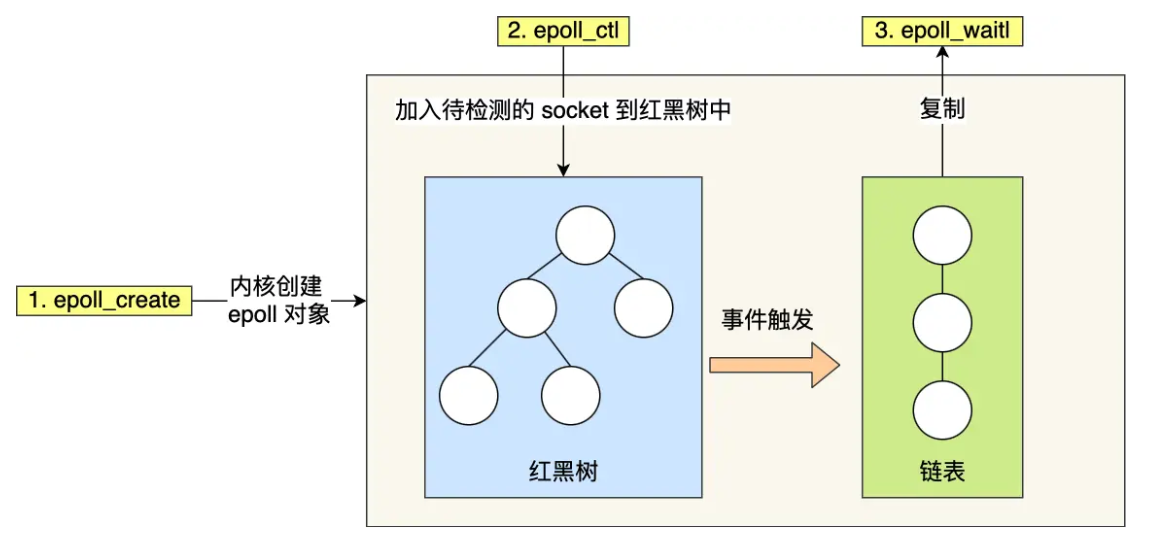 2. epoll_ctl
3. epoll_waitl
加入待检测的 socket 到红黑树中
复制
1. epoll_create
内核创建
epoll 对象
事件触发
红黑树
链表